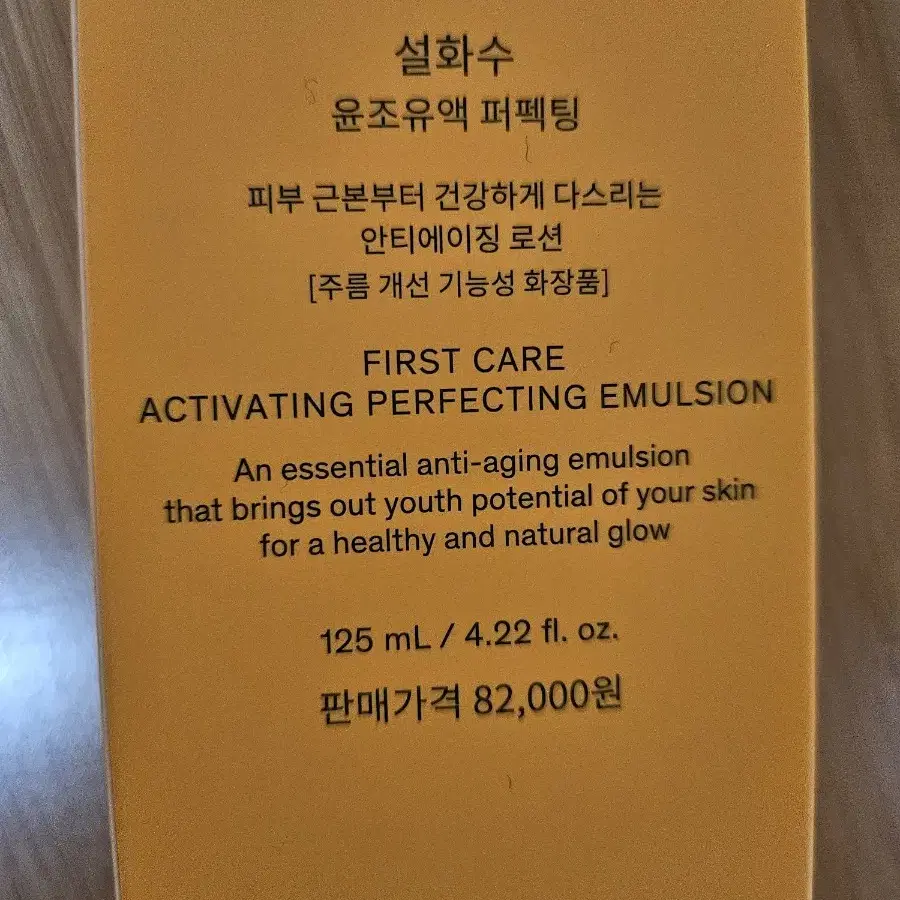 설화수
윤조유액 퍼펙팅
피부 근본부터 건강하게 다스리는
안티에이징 로션
[주름 개선 기능성 화장품]
FIRST CARE
ACTIVATING PERFECTING EMULSION
An essential anti-aging emulsion
that brings out youth potential of your skin
for a healthy and natural glow
125 mL / 4.22 fl. oz.
판매가격 82,000원